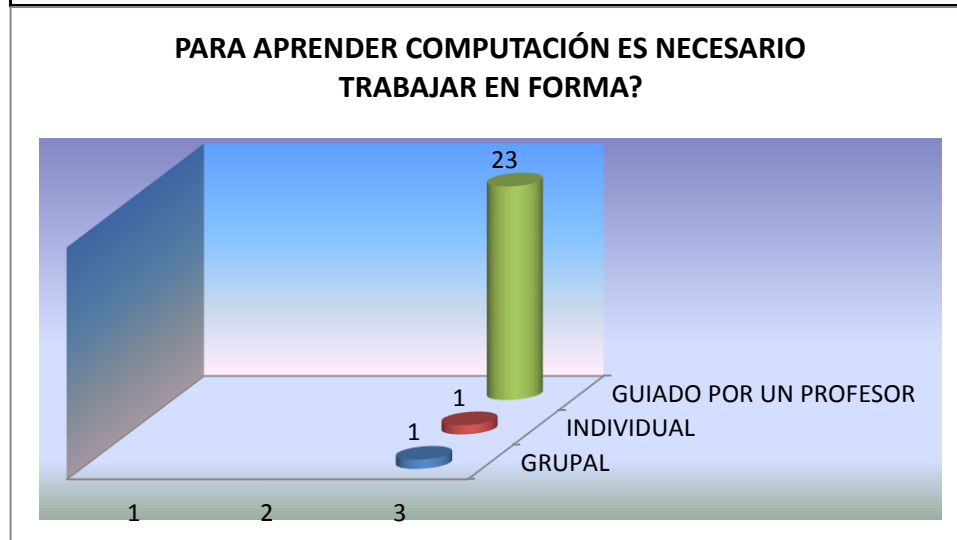 PARA APRENDER COMPUTACIÓN ES NECESARIO
TRABAJAR EN FORMA?
23
GUIADO POR UN PROFESOR
1
INDIVIDUAL
1
GRUPAL
1 2 3